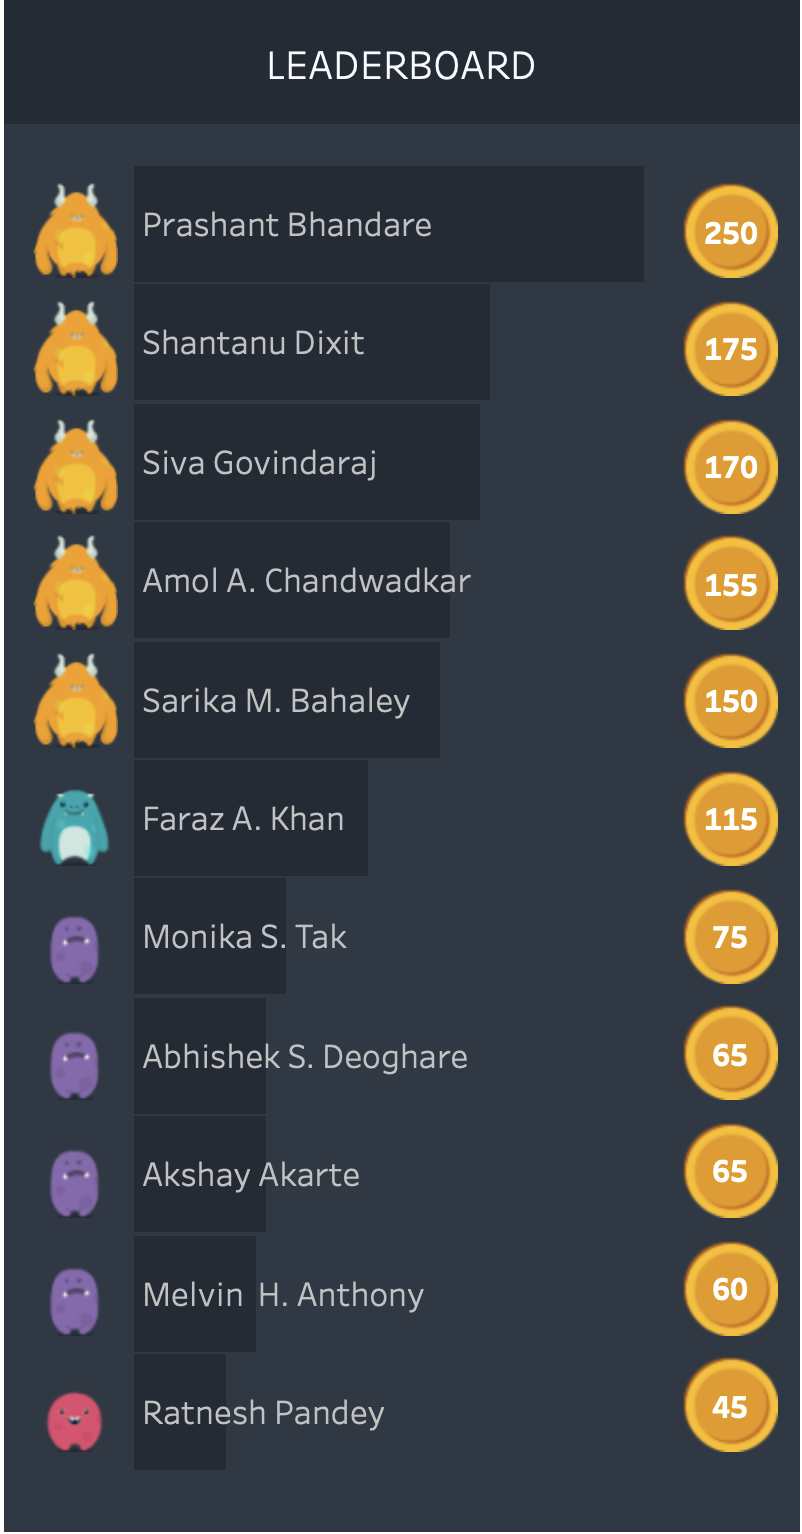 LEADERBOARD
Prashant Bhandare 250
Shantanu Dixit 175
Siva Govindaraj 170
Amol A. Chandwadkar 155
Sarika M. Bahaley 150
Faraz A. Khan 115
Monika S. Tak 75
Abhishek S. Deoghare 65
Akshay Akarte 65
Melvin  H. Anthony 60
Ratnesh Pandey 45